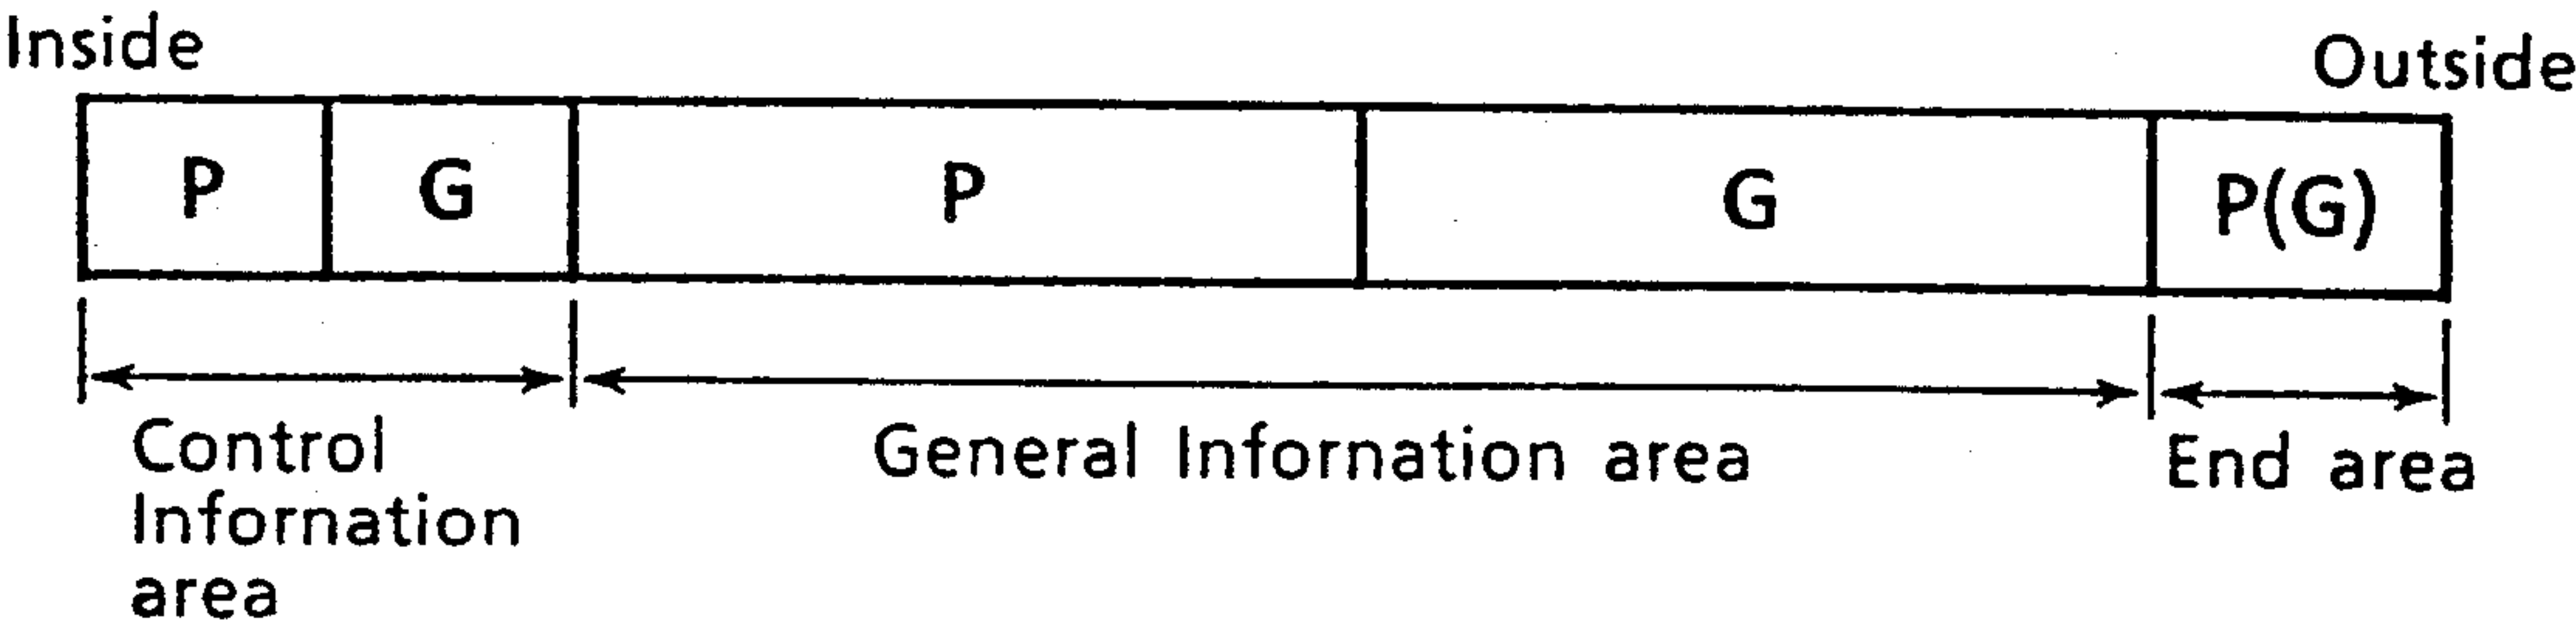 Inside
Outside
P
G
P
G
P(G)
Control
Infornation
area
General Infornation area
End area